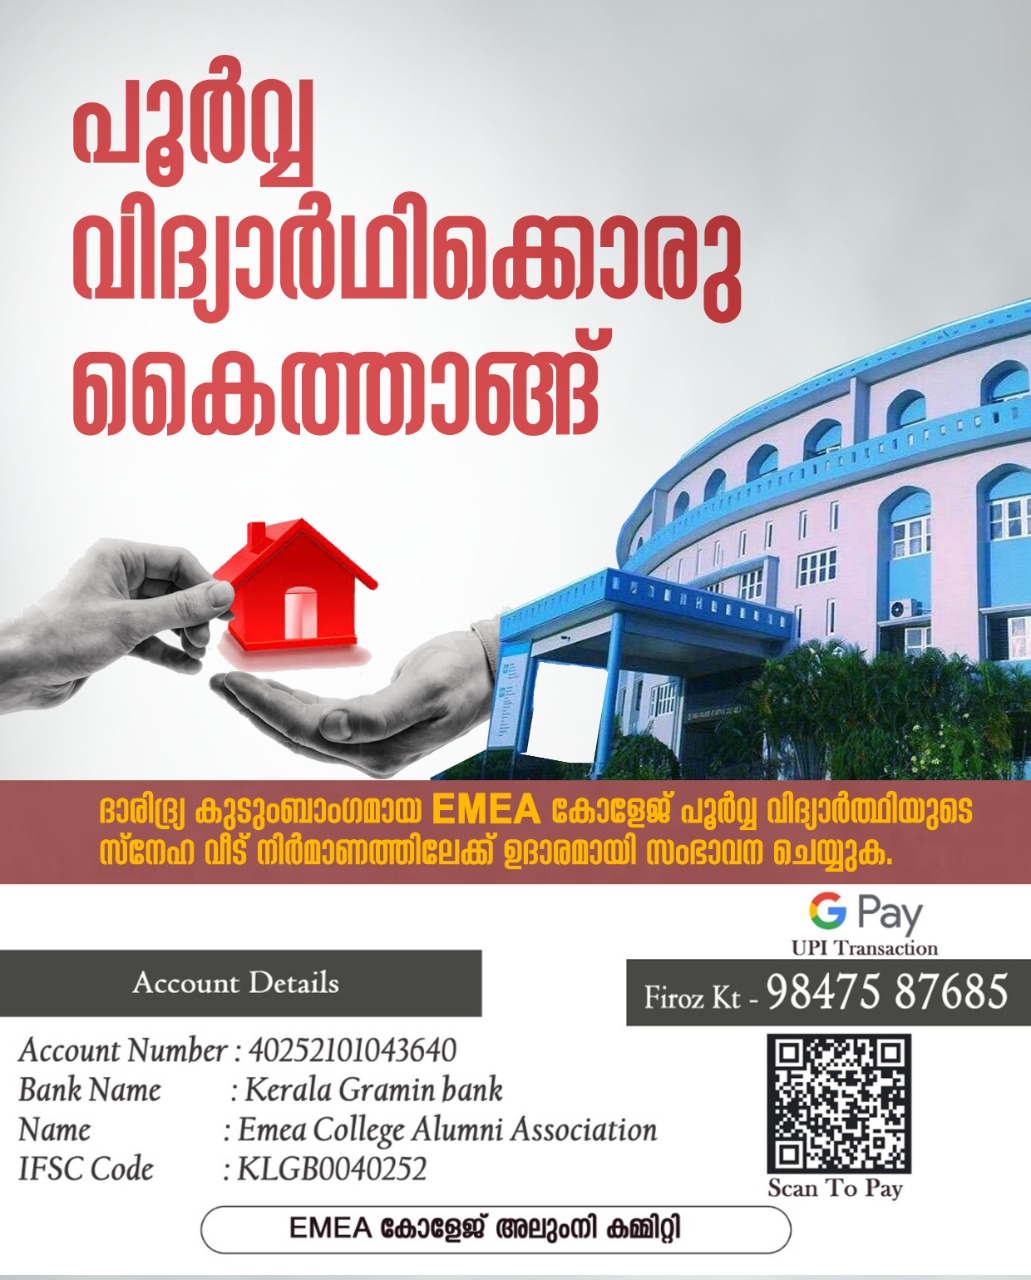 പൂർവ്വ
വിദ്യാർഥിക്കൊരു
കൈത്താങ്ങ്
ദാരിദ്ര്യ കുടുംബാംഗമായ EMEA കോളേജ് പൂർവ്വ വിദ്യാർത്ഥിയുടെ
സ്നേഹ വീട് നിർമാണത്തിലേക്ക് ഉദാരമായി സംഭാവന ചെയ്യുക.
G Pay
UPI Transaction
Account Details
Firoz Kt - 98475 87685
Account Number : 40252101043640
Bank Name : Kerala Gramin bank
Name : Emea College Alumni Association
IFSC Code : KLGB0040252
Scan To Pay
EMEA കോളേജ് അലുംനി കമ്മിറ്റി